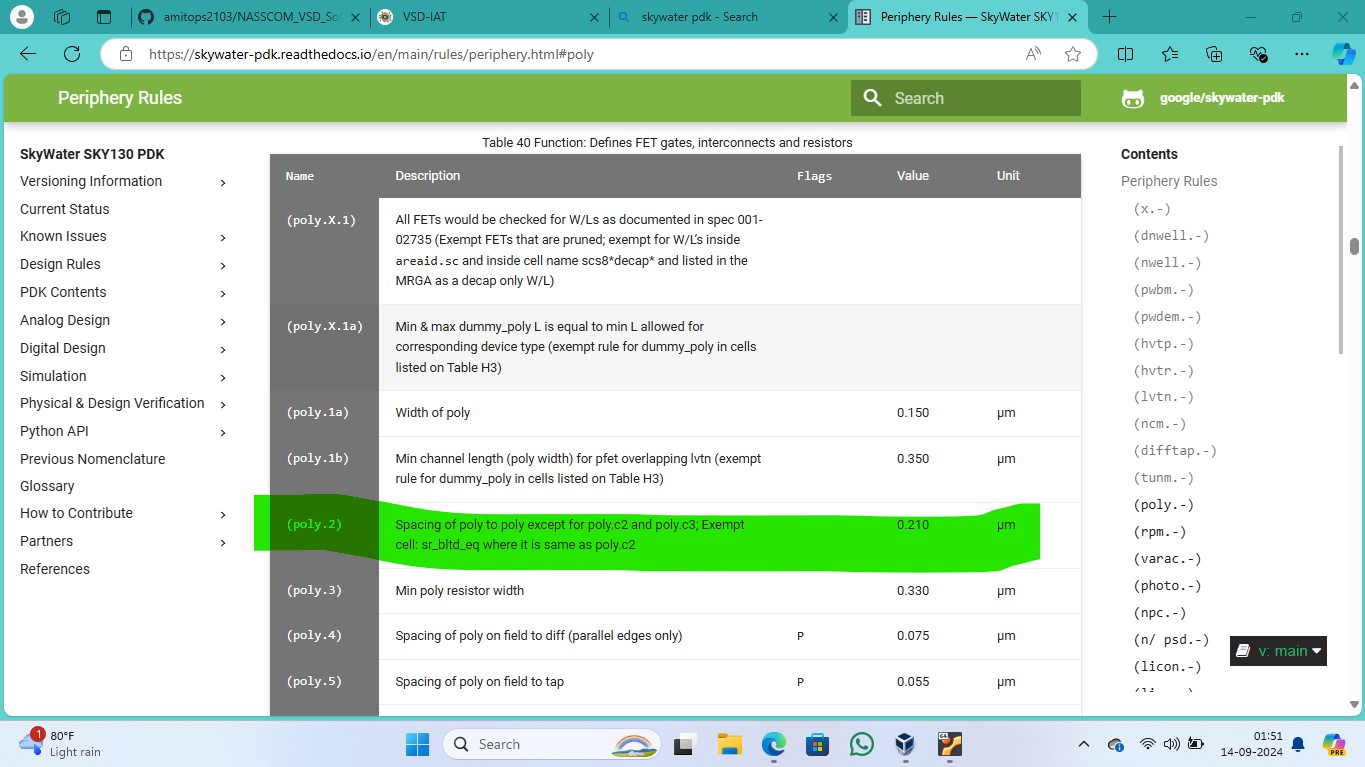 amitops2103/NASSCOM_VSD_So
VSD-IAT
skywater pdk - Search
Periphery Rules — SkyWater SKY1
https://skywater-pdk.readthedocs.io/en/main/rules/periphery.html#poly
Periphery Rules
Search
google/skywater-pdk
SkyWater SKY130 PDK
Versioning Information
Current Status
Known Issues
Design Rules
PDK Contents
Analog Design
Digital Design
Simulation
Physical & Design Verification
Python API
Previous Nomenclature
Glossary
How to Contribute
Partners
References
Table 40 Function: Defines FET gates, interconnects and resistors
Name Description Flags Value Unit
(poly.X.1) All FETs would be checked for W/Ls as documented in spec 001-
02735 (Exempt FETs that are pruned; exempt for W/L's inside
areaid.sc and inside cell name scs8*decap* and listed in the
MRGA as a decap only W/L)
(poly.X.1a) Min & max dummy_poly L is equal to min L allowed for
corresponding device type (exempt rule for dummy_poly in cells
listed on Table H3)
(poly.1a) Width of poly 0.150 µm
(poly.1b) Min channel length (poly width) for pfet overlapping lvtn (exempt 0.350 µm
rule for dummy_poly in cells listed on Table H3)
(poly.2) Spacing of poly to poly except for poly.c2 and poly.c3; Exempt 0.210 µm
cell: sr_bltd_eq where it is same as poly.c2
(poly.3) Min poly resistor width 0.330 µm
(poly.4) Spacing of poly on field to diff (parallel edges only) P 0.075 µm
(poly.5) Spacing of poly on field to tap P 0.055 µm
Contents
Periphery Rules
(x.-)
(dnwell.-)
(nwell.-)
(pwbm.-)
(pwdem.-)
(hvtp.-)
(hvtr.-)
(lvtn.-)
(ncm.-)
(difftap.-)
(tunm.-)
(poly.-)
(rpm.-)
(varac.-)
(photo.-)
(npc.-)
(n/ psd.-)
(licon.-)
v: main
1
80°F
Light rain
Search
64
01:51
14-09-2024
PRE